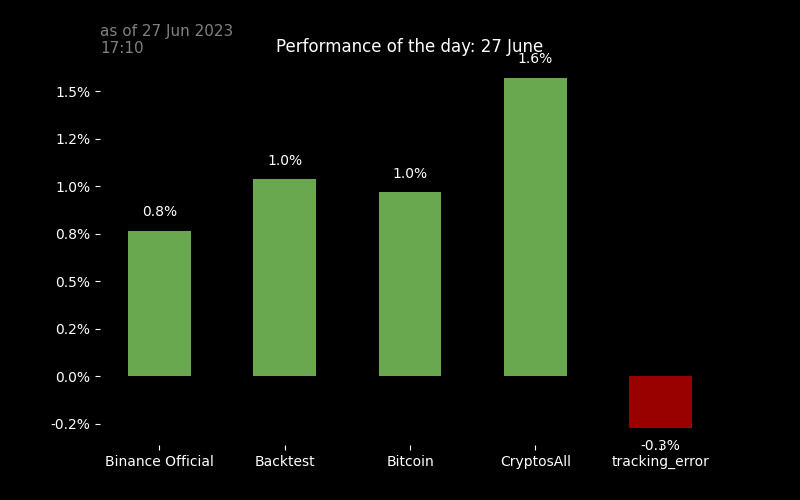 as of 27 Jun 2023
17:10
Performance of the day: 27 June
1.6%
1.5%
1.2%
1.0%
1.0%
1.0%
0.8%
0.8%
0.5%
0.2%
0.0%
-0.2%
-0.3%
Binance Official
Backtest
Bitcoin
CryptosAll
tracking_error